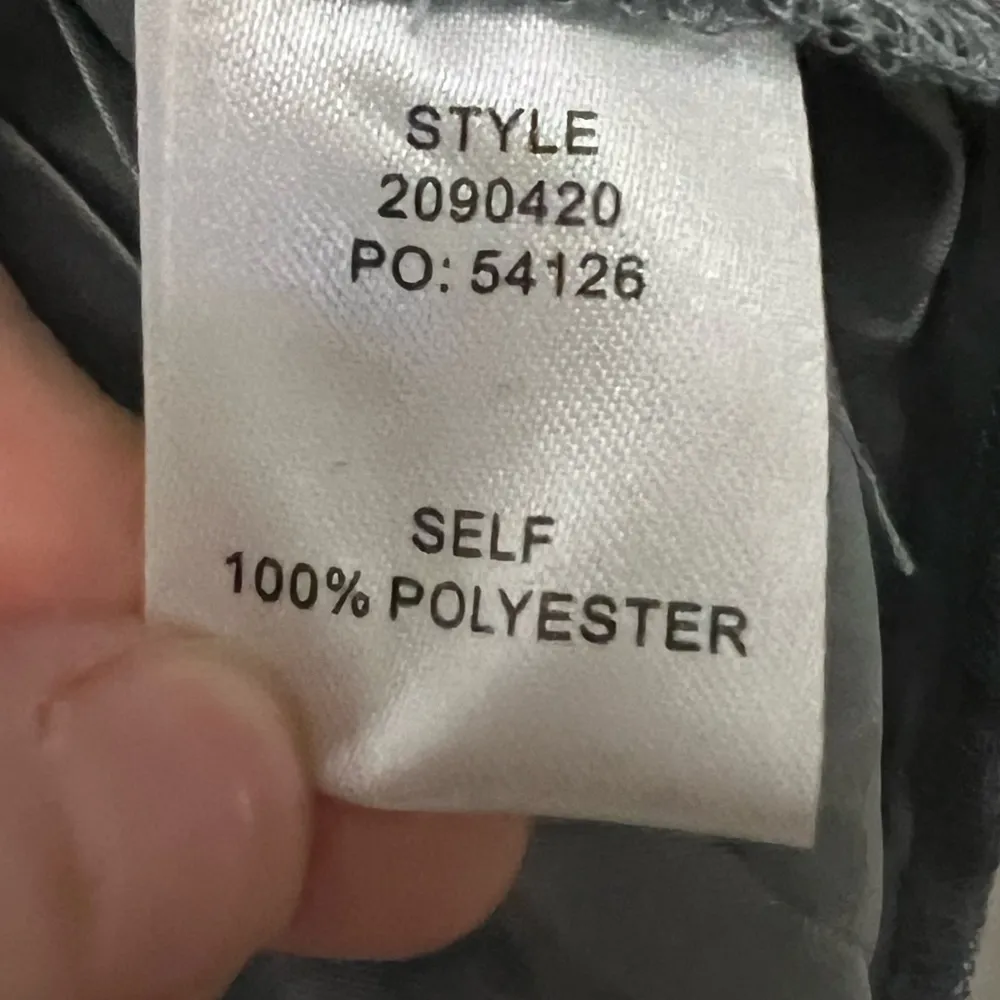 STYLE
2090420
PO: 54126
SELF
100% POLYESTER